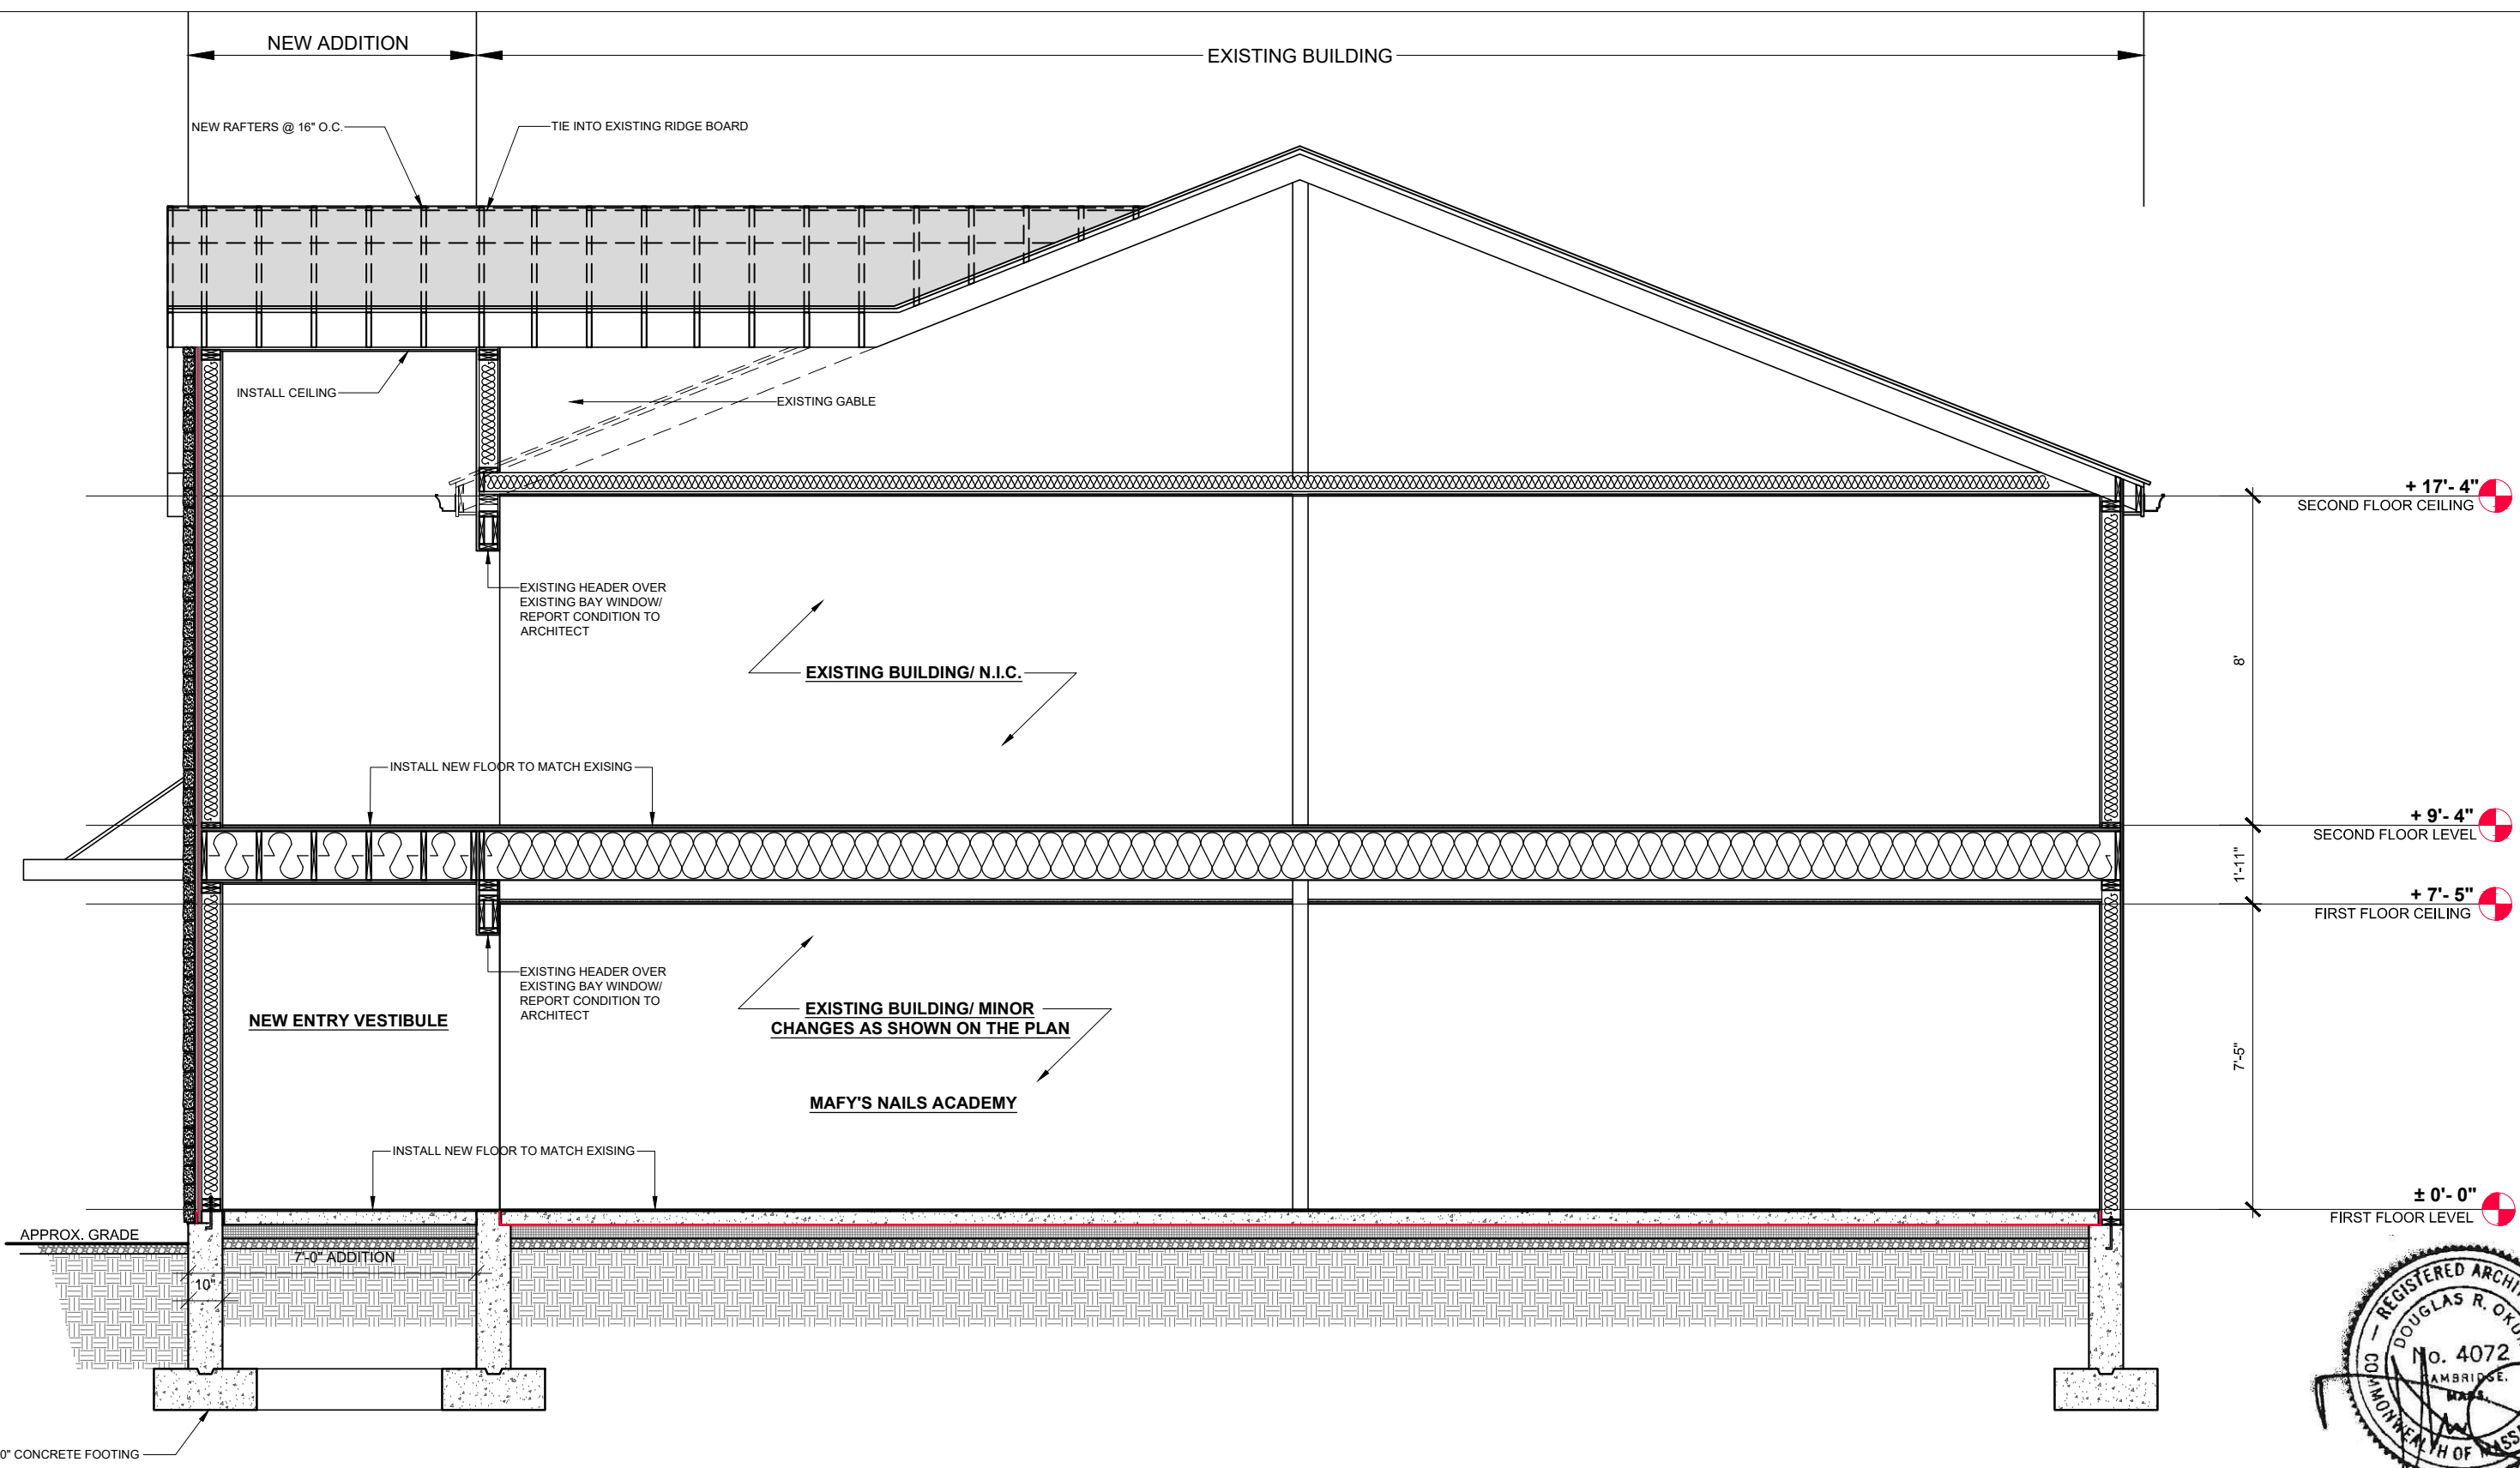 NEW ADDITION
EXISTING BUILDING
NEW RAFTERS @ 16" O.C.
TIE INTO EXISTING RIDGE BOARD
INSTALL CEILING
EXISTING GABLE
+ 17'- 4"
SECOND FLOOR CEILING
EXISTING HEADER OVER
EXISTING BAY WINDOW/
REPORT CONDITION TO
ARCHITECT
8'
EXISTING BUILDING/ N.I.C.
INSTALL NEW FLOOR TO MATCH EXISING
+ 9'- 4"
SECOND FLOOR LEVEL
1'-11"
+ 7'- 5"
FIRST FLOOR CEILING
EXISTING HEADER OVER
EXISTING BAY WINDOW/
REPORT CONDITION TO
ARCHITECT
EXISTING BUILDING/ MINOR
CHANGES AS SHOWN ON THE PLAN
NEW ENTRY VESTIBULE
7'-5"
MAFY'S NAILS ACADEMY
INSTALL NEW FLOOR TO MATCH EXISING
± 0'- 0"
FIRST FLOOR LEVEL
APPROX. GRADE
7'-0" ADDITION
10"
0" CONCRETE FOOTING
REGISTERED
DOUGLAS R.
No. 4072
CAMBRIDGE,
MASS.
COMMONWEALTH OF